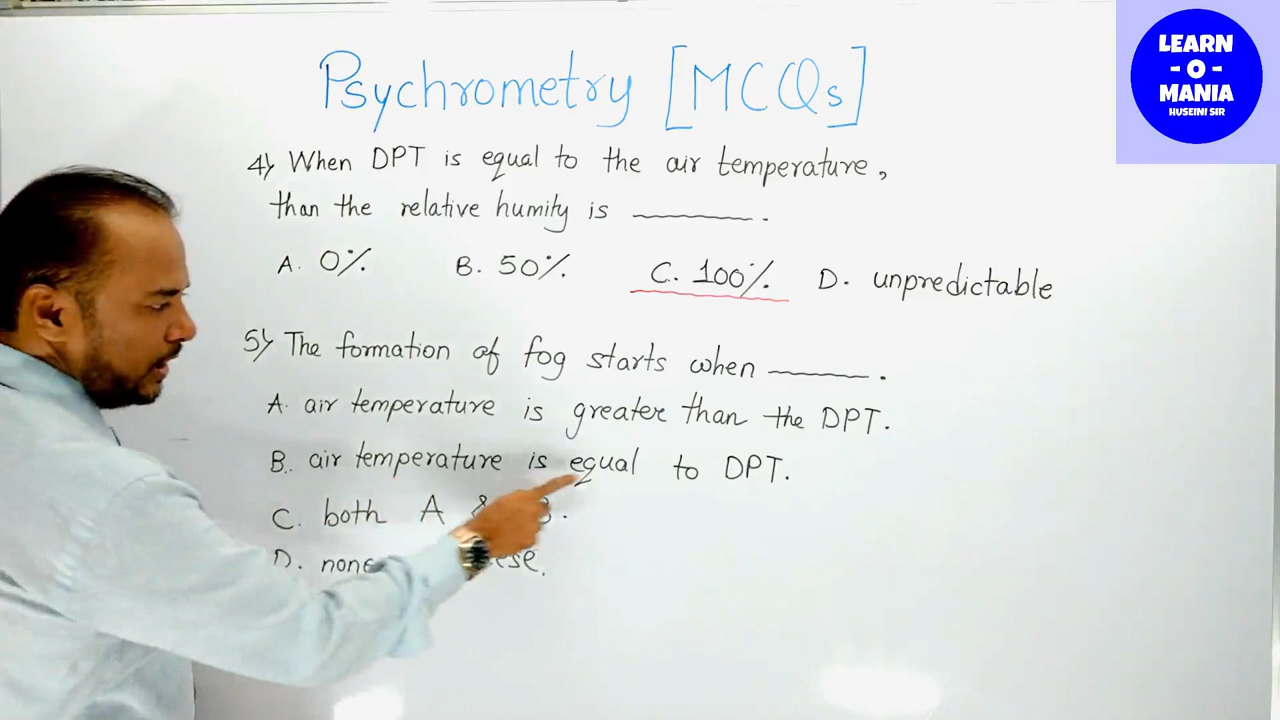 LEARN
- O -
MANIA
HUSEINI SIR
Psychrometry [MCQs]
4) When DPT is equal to the air temperature,
than the relative humity is ______.
A. 0% B. 50% C. 100% D. unpredictable
5) The formation of fog starts when ______.
A. air temperature is greater than the DPT.
B. air temperature is equal to DPT.
C. both A & B.
D. none